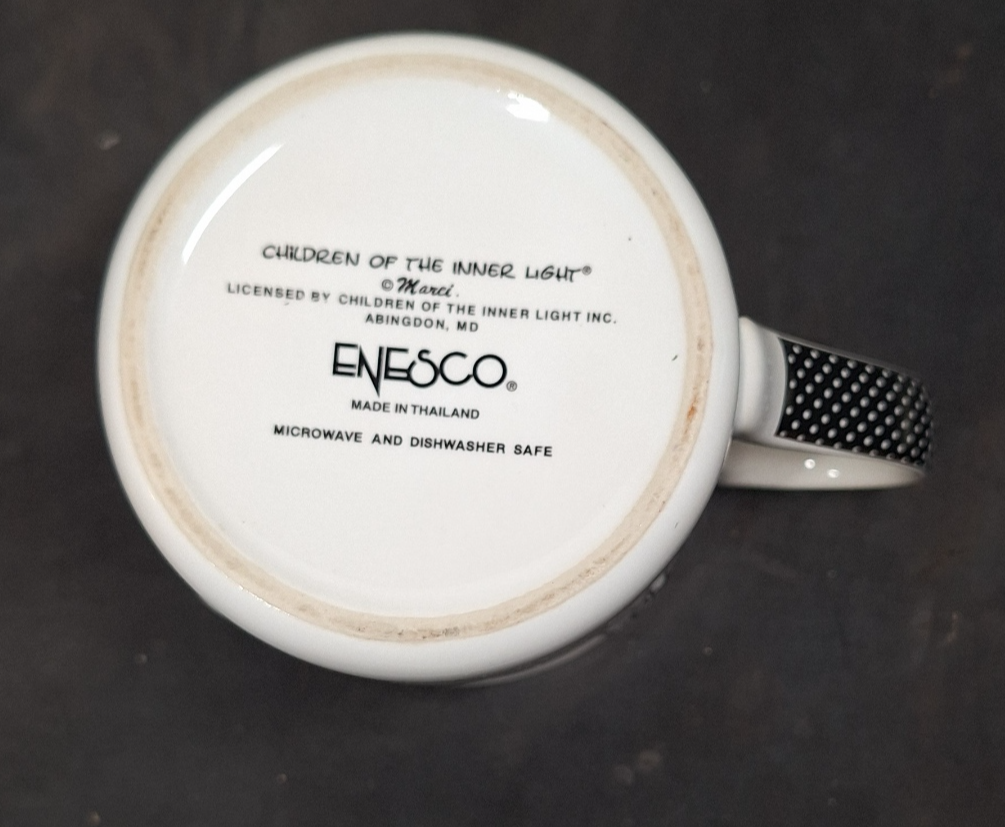 CHILDREN OF THE INNER LIGHT®
© Marci.
LICENSED BY CHILDREN OF THE INNER LIGHT INC.
ABINGDON, MD
ENESCO®
MADE IN THAILAND
MICROWAVE AND DISHWASHER SAFE